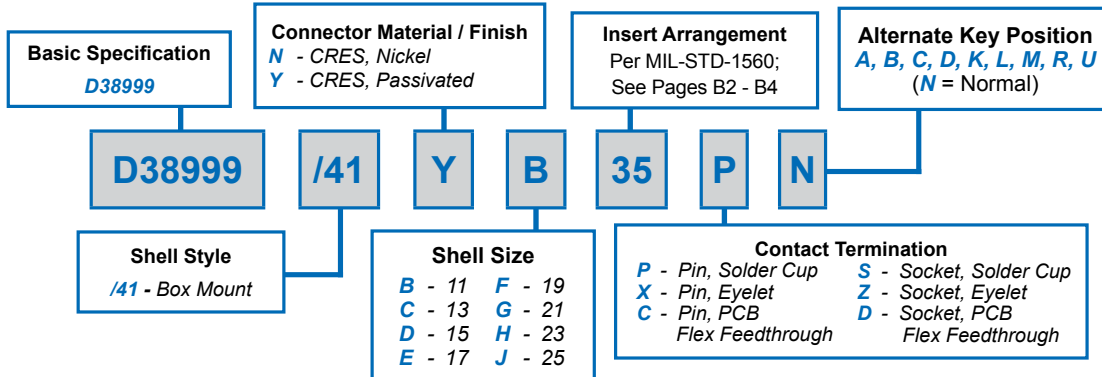 Basic Specification
D38999
Connector Material / Finish
N - CRES, Nickel
Y - CRES, Passivated
Insert Arrangement
Per MIL-STD-1560;
See Pages B2 - B4
Alternate Key Position
A, B, C, D, K, L, M, R, U
(N = Normal)
D38999 /41 Y B 35 P N
Shell Style
/41 - Box Mount
Shell Size
B - 11 F - 19
C - 13 G - 21
D - 15 H - 23
E - 17 J - 25
Contact Termination
P - Pin, Solder Cup S - Socket, Solder Cup
X - Pin, Eyelet Z - Socket, Eyelet
C - Pin, PCB D - Socket, PCB
Flex Feedthrough Flex Feedthrough